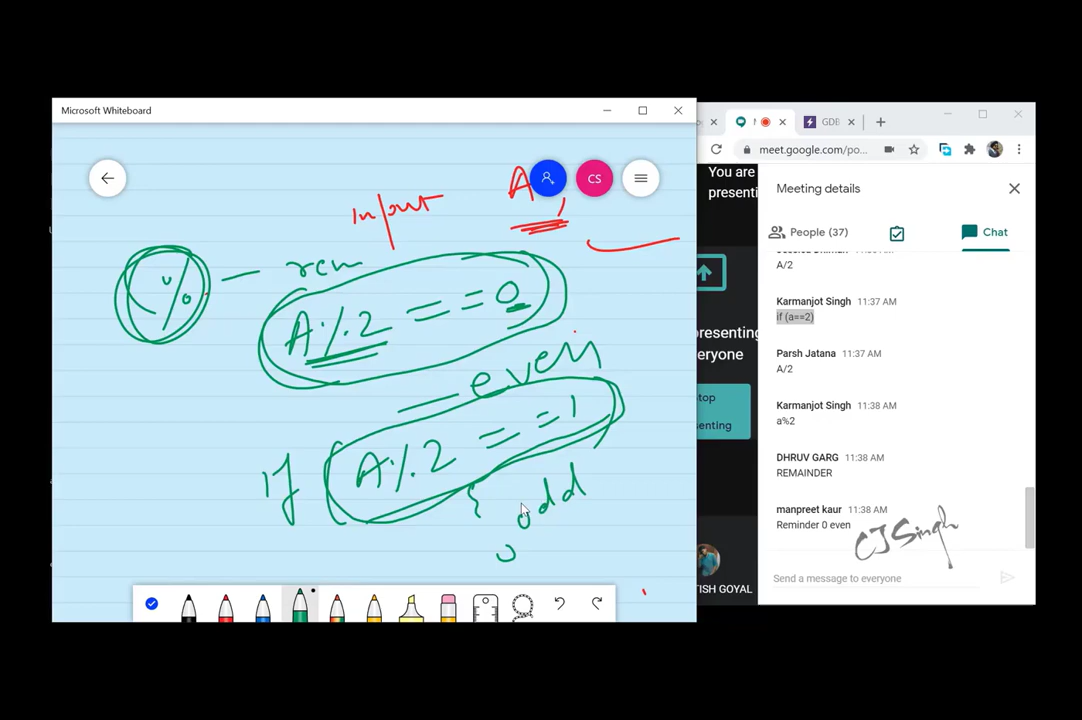 Microsoft Whiteboard
GDB
meet.google.com/po...
You are
presenti
Meeting details
People (37)
Chat
CS
A
input
% - rem
A%2 == 0
even
if A%2 == 1
{ odd
A/2
Karmanjot Singh 11:37 AM
if (a==2)
Parsh Jatana 11:37 AM
A/2
Karmanjot Singh 11:38 AM
a%2
DHRUV GARG 11:38 AM
REMAINDER
manpreet kaur 11:38 AM
Reminder 0 even
CJSingh
Send a message to everyone
presenting
eryone
top
senting
TISH GOYAL